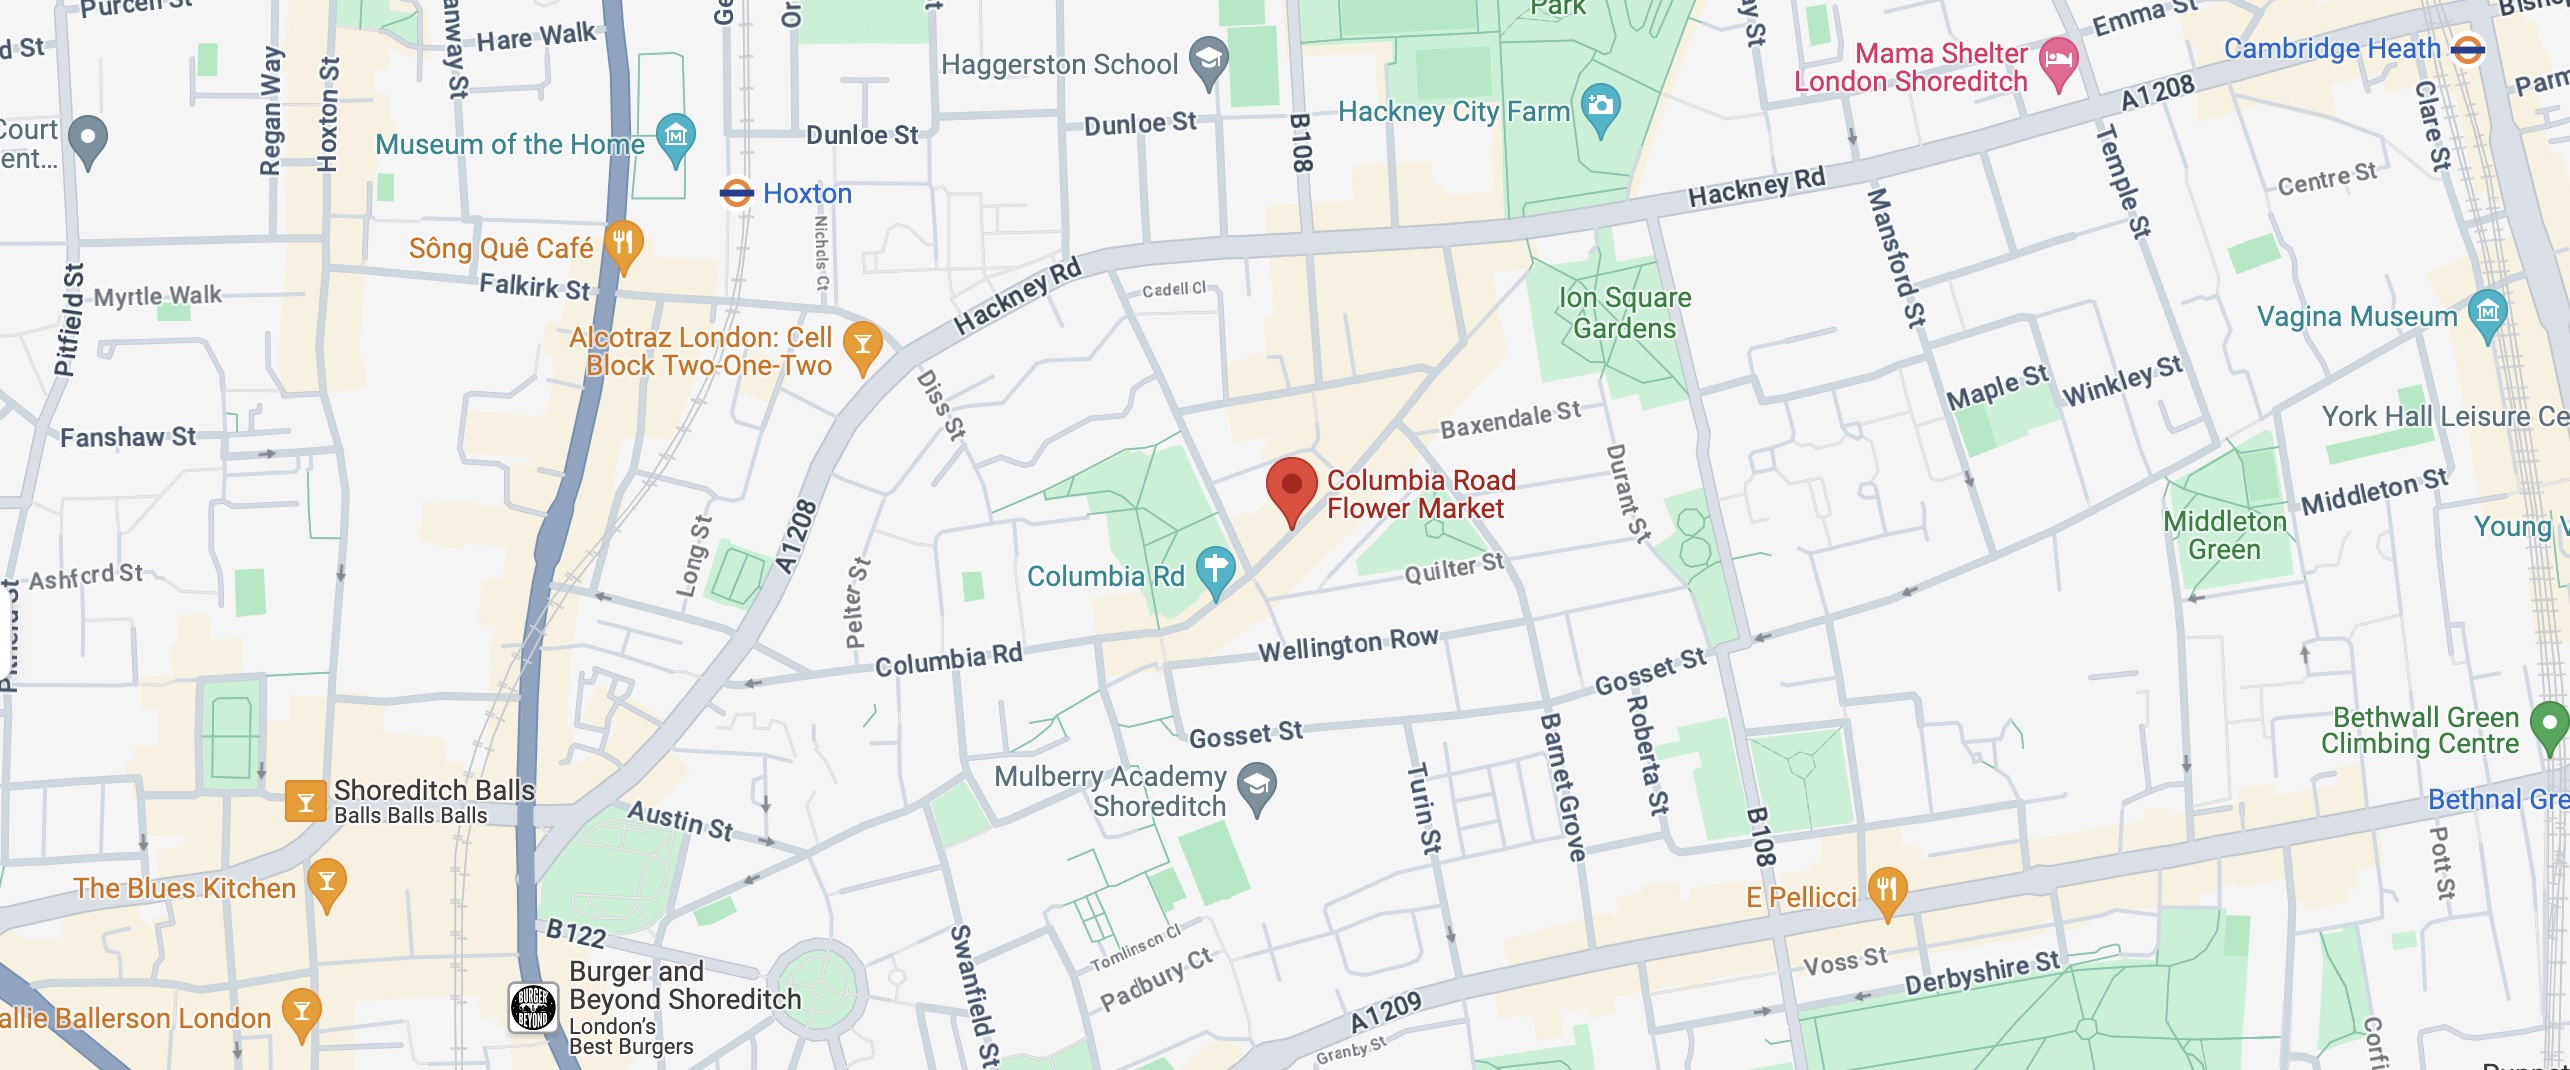 Purcell St
Hare Walk
Park
Emma St
Cambridge Heath
Haggerston School
Mama Shelter
London Shoreditch
Regan Way
Hoxton St
A1208
Clare St
Hackney City Farm
Dunloe St
Dunloe St
B108
Museum of the Home
Hoxton
Hackney Rd
Mansford St
Temple St
Centre St
Sông Quê Café
Nichols Ct
Falkirk St
Pitfield St
Myrtle Walk
Hackney Rd
Cadell Cl
Ion Square
Gardens
Vagina Museum
Alcotraz London: Cell
Block Two-One-Two
Diss St
Maple St
Winkley St
York Hall Leisure Ce
Fanshaw St
Baxendale St
Durant St
Columbia Road
Flower Market
Middleton St
Middleton
Green
Young V
Long St
A1208
Pelter St
Ashford St
Columbia Rd
Quilter St
Columbia Rd
Wellington Row
Gosset St
Roberta St
Gosset St
Barnet Grove
Bethwall Green
Climbing Centre
Mulberry Academy
Shoreditch
Turin St
B108
Bethnal Gre
Shoreditch Balls
Balls Balls Balls
Austin St
The Blues Kitchen
E Pellicci
Pott St
B122
Swanfield St
Tomlinson Cl
Padbury Ct
Voss St
Derbyshire St
Burger and
Beyond Shoreditch
London's
Best Burgers
BURGER
BEYOND
allie Ballerson London
A1209
Granby St
Corfi